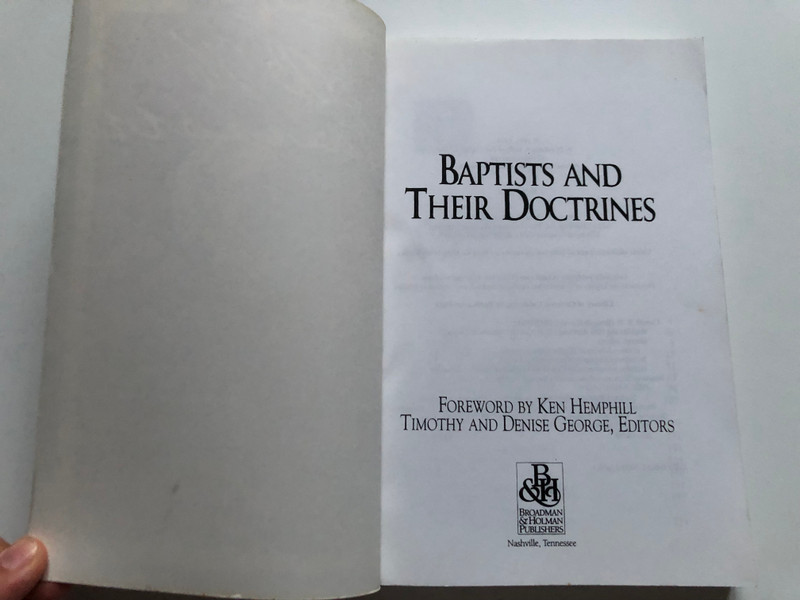 BAPTISTS AND
THEIR DOCTRINES
FOREWORD BY KEN HEMPHILL
TIMOTHY AND DENISE GEORGE, EDITORS
B
&H
BROADMAN
& HOLMAN
PUBLISHERS
Nashville, Tennessee